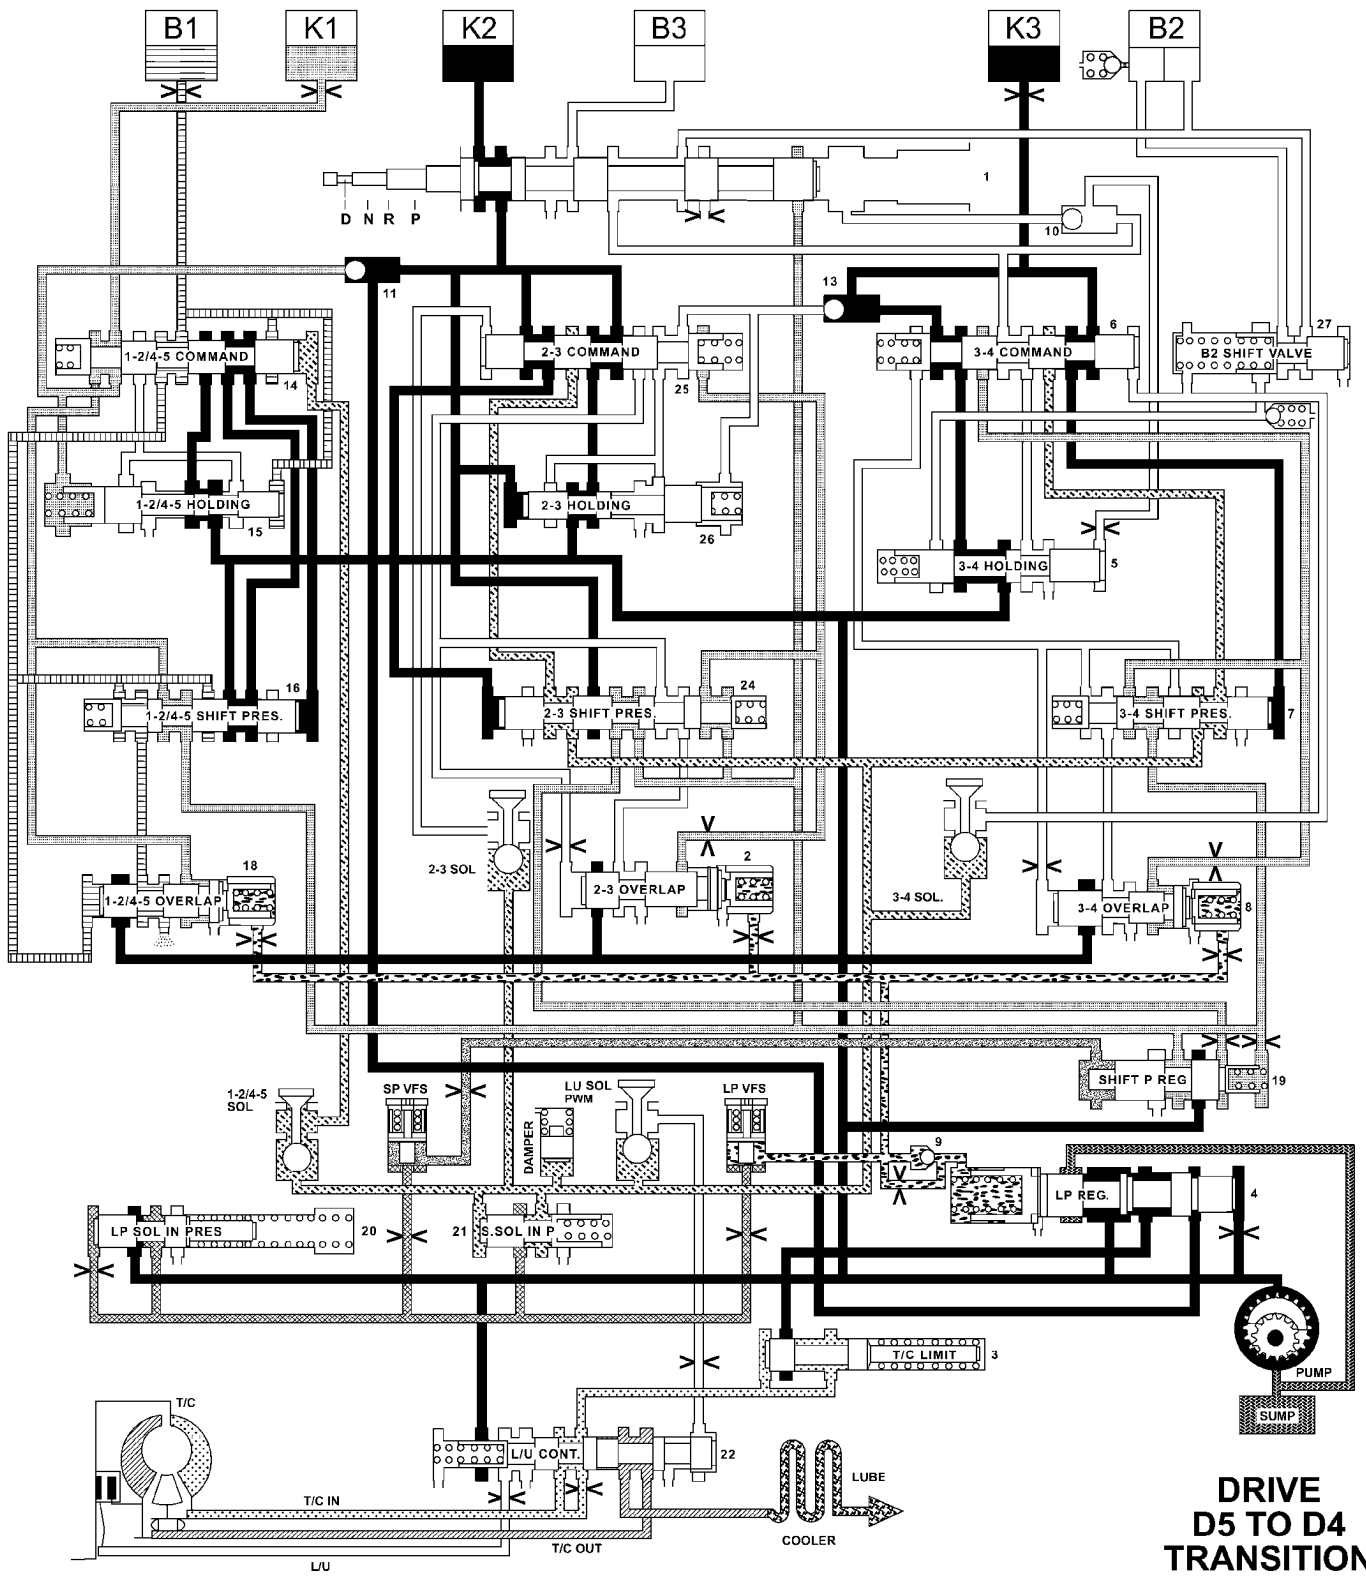 B1 K1 K2 B3 K3 B2
1
D N R P
10
11
13
6
27
1-2/4-5 COMMAND
2-3 COMMAND
3-4 COMMAND
B2 SHIFT VALVE
14
25
1-2/4-5 HOLDING
2-3 HOLDING
15
26
3-4 HOLDING
5
16
24
1-2/4-5 SHIFT PRES.
2-3 SHIFT PRES.
3-4 SHIFT PRES.
7
18
2
2-3 SOL
2-3 OVERLAP
3-4 SOL.
1-2/4-5 OVERLAP
3-4 OVERLAP
8
SHIFT P REG
19
1-2/4-5
SOL
SP VFS
LU SOL
PWM
LP VFS
DAMPER
9
LP REG.
4
LP SOL IN PRES
20
21
S.SOL IN P
T/C LIMIT
3
PUMP
SUMP
T/C
L/U CONT.
22
T/C IN
LUBE
COOLER
T/C OUT
L/U
DRIVE
D5 TO D4
TRANSITION